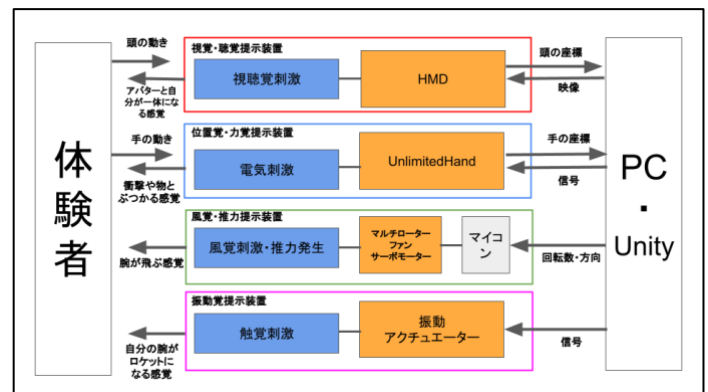 体
験
者
頭の動き
アバターと自
分が一体にな
る感覚
視覚・聴覚提示装置
視聴覚刺激
HMD
頭の座標
映像
手の動き
衝撃や物と
ぶつかる感覚
位置覚・力覚提示装置
電気刺激
UnlimitedHand
手の座標
信号
腕が飛ぶ感覚
風覚・推力提示装置
風覚刺激・推力発生
マルチローター
ファン
サーボモーター
マイコ
ン
回転数・方向
自分の腕が
ロケットに
なる感覚
振動覚提示装置
触覚刺激
振動
アクチュエーター
信号
PC
・
Unity